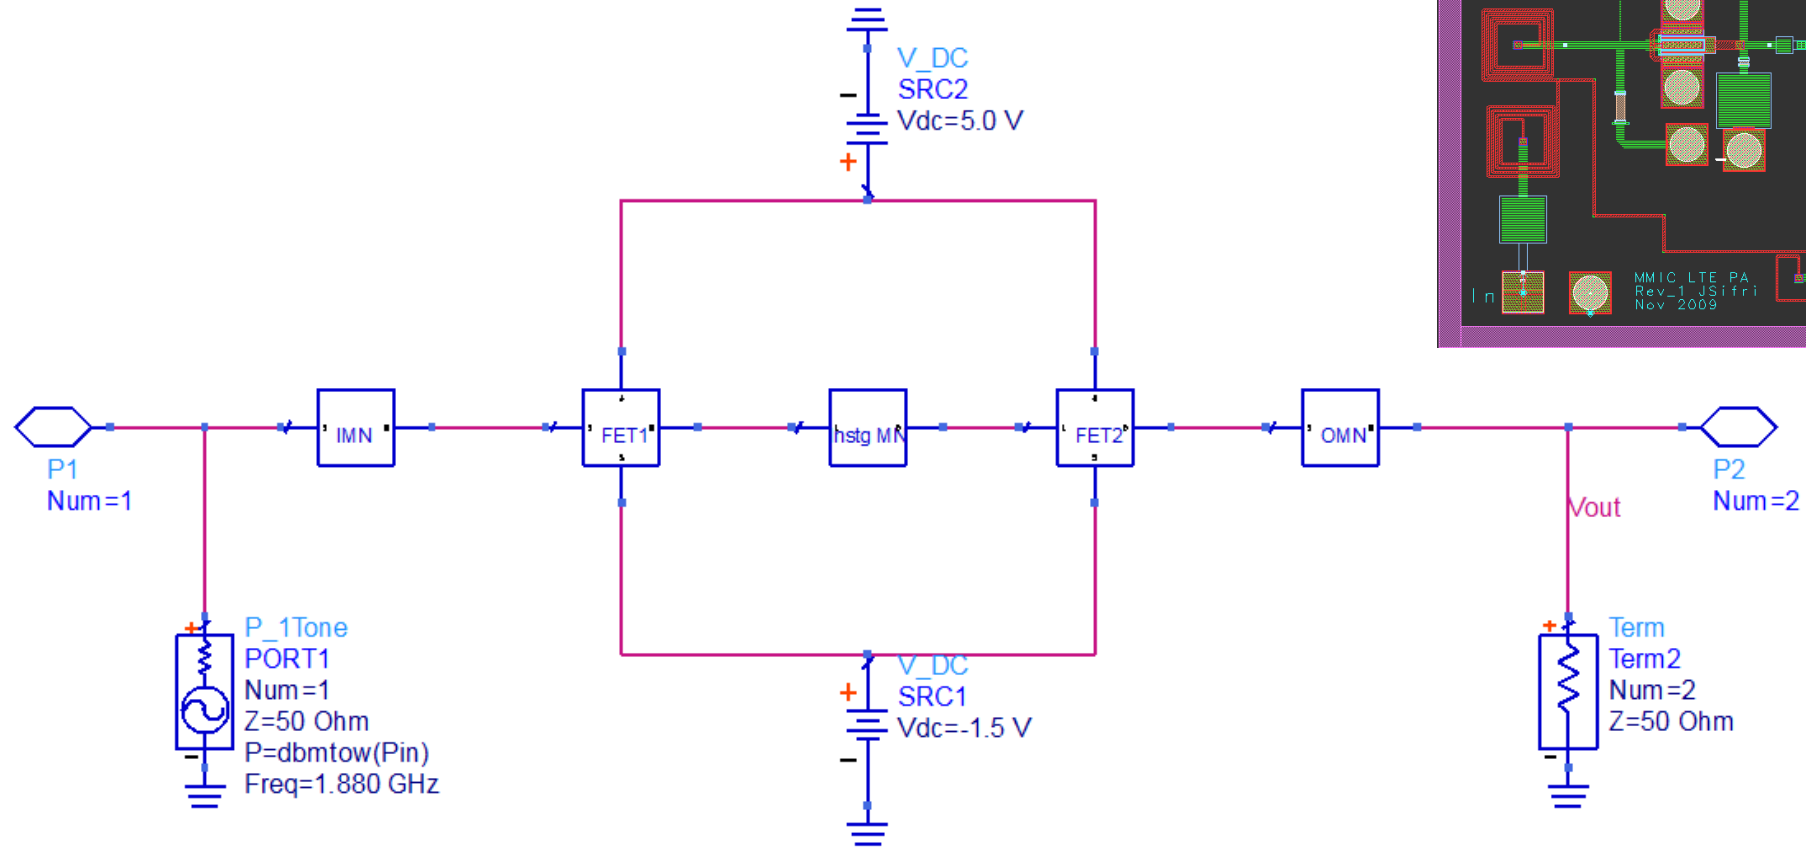 V_DC
SRC2
Vdc=5.0 V
In
MMIC LTE PA
Rev_1 JSifri
Nov 2009
P1
Num=1
IMN
FET1
hstg MN
FET2
OMN
P2
Num=2
Vout
P_1Tone
PORT1
Num=1
Z=50 Ohm
P=dbmtow(Pin)
Freq=1.880 GHz
V_DC
SRC1
Vdc=-1.5 V
Term
Term2
Num=2
Z=50 Ohm